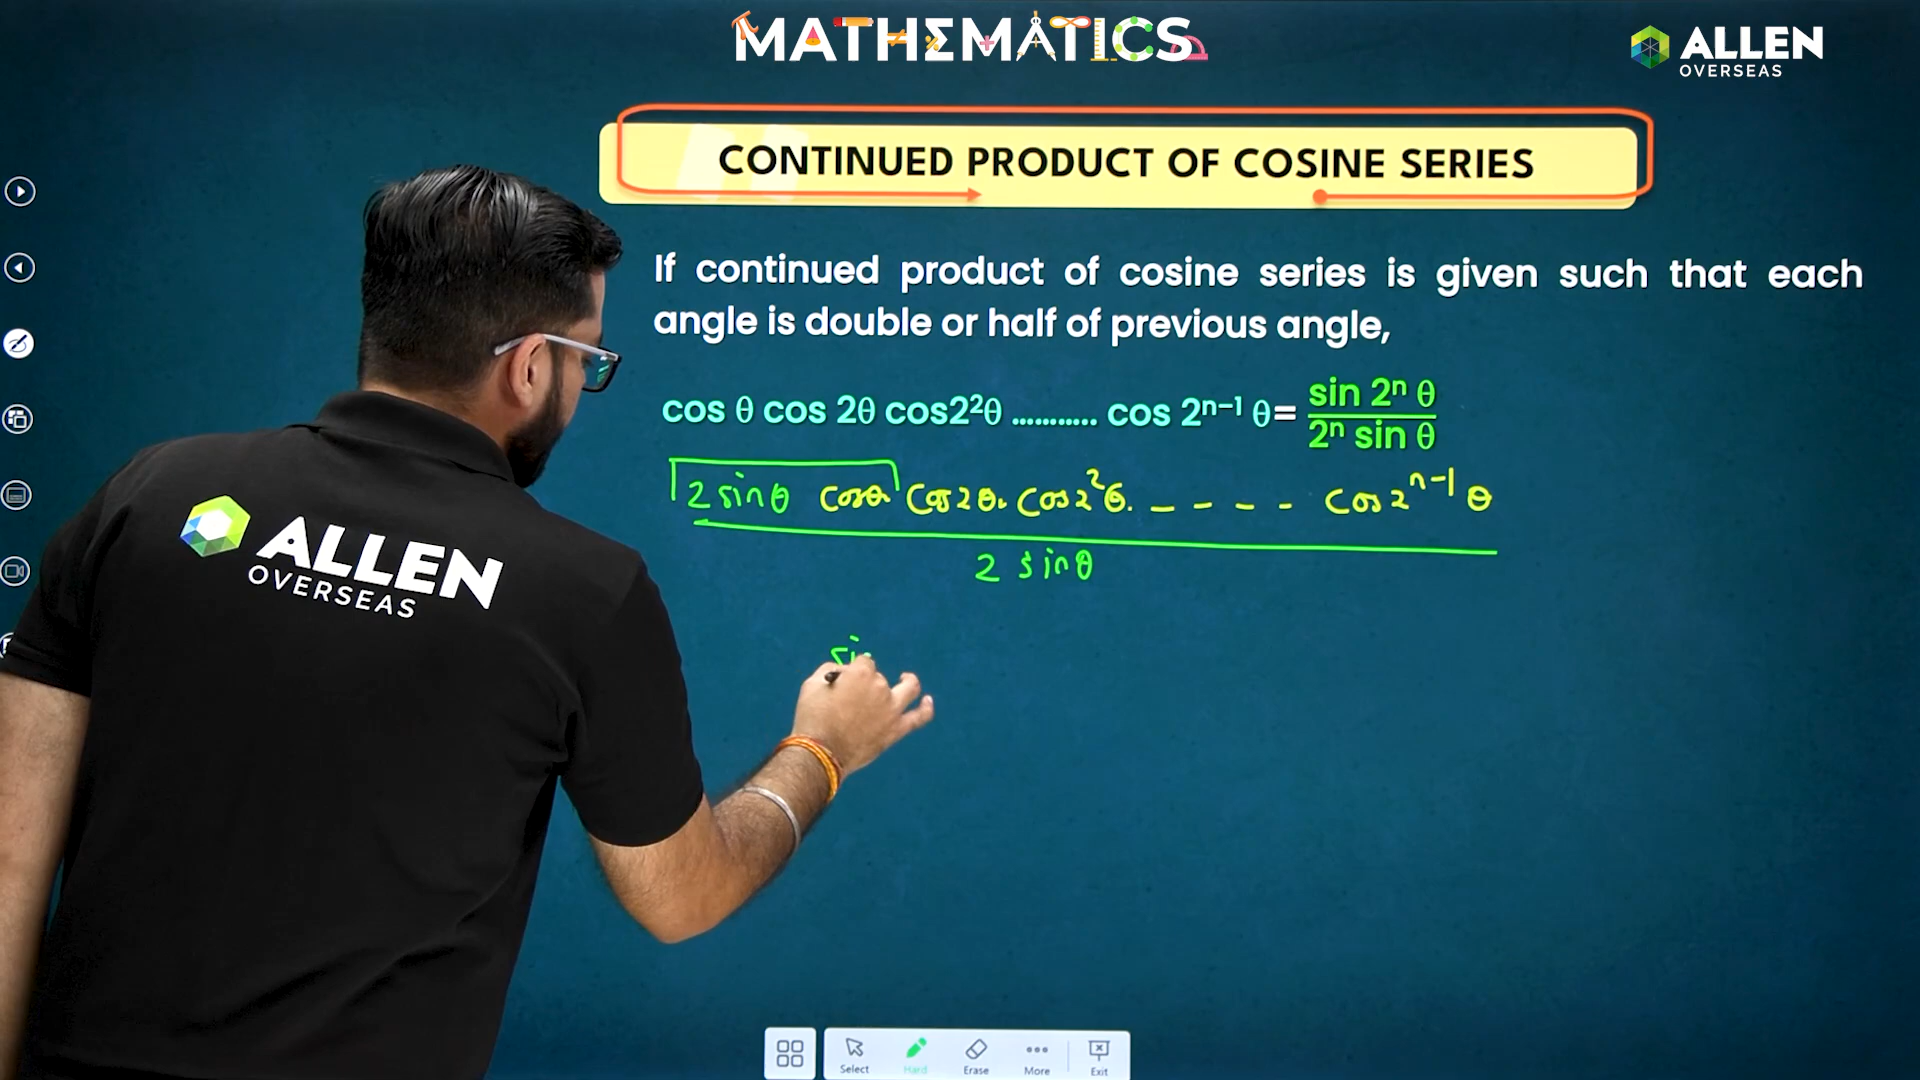 MATHEMATICS
ALLEN
OVERSEAS
CONTINUED PRODUCT OF COSINE SERIES
If continued product of cosine series is given such that each
angle is double or half of previous angle,
cos θ cos 2θ cos2²θ ........... cos 2ⁿ⁻¹ θ= sin 2ⁿ θ / 2ⁿ sin θ
2 sinθ cosθ. cos2θ. cos2²θ. _ _ _ _ cos2ⁿ⁻¹ θ
2 sinθ
ALLEN
OVERSEAS
Select
Hard
Erase
More
Exit